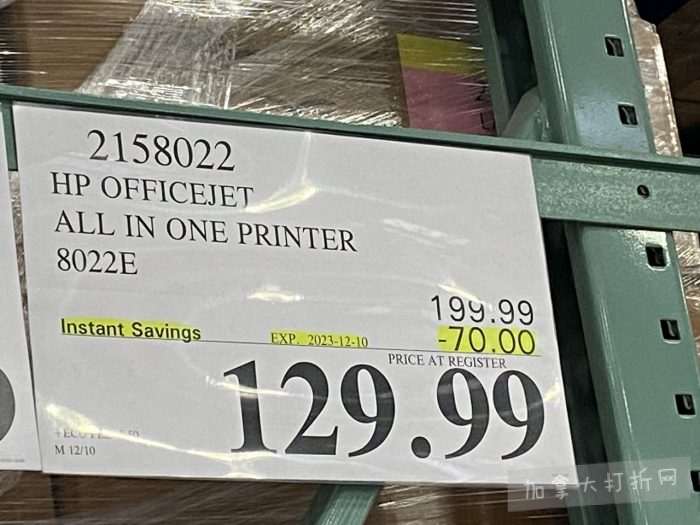 2158022
HP OFFICEJET
ALL IN ONE PRINTER
8022E
199.99
Instant Savings EXP. 2023-12-10 -70.00
PRICE AT REGISTER
129.99
M 12/10
加拿大打折网